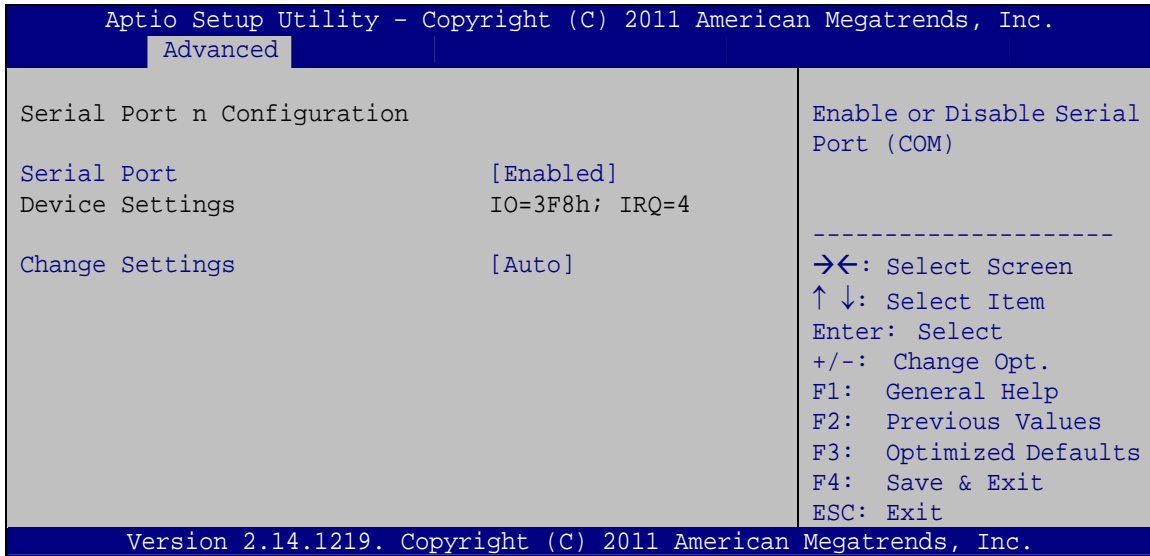 Aptio Setup Utility – Copyright (C) 2011 American Megatrends, Inc.
Advanced
Serial Port n Configuration
Serial Port [Enabled]
Device Settings IO=3F8h; IRQ=4
Change Settings [Auto]
Enable or Disable Serial
Port (COM)
---------------------
→←: Select Screen
↑ ↓: Select Item
Enter: Select
+/-: Change Opt.
F1: General Help
F2: Previous Values
F3: Optimized Defaults
F4: Save & Exit
ESC: Exit
Version 2.14.1219. Copyright (C) 2011 American Megatrends, Inc.